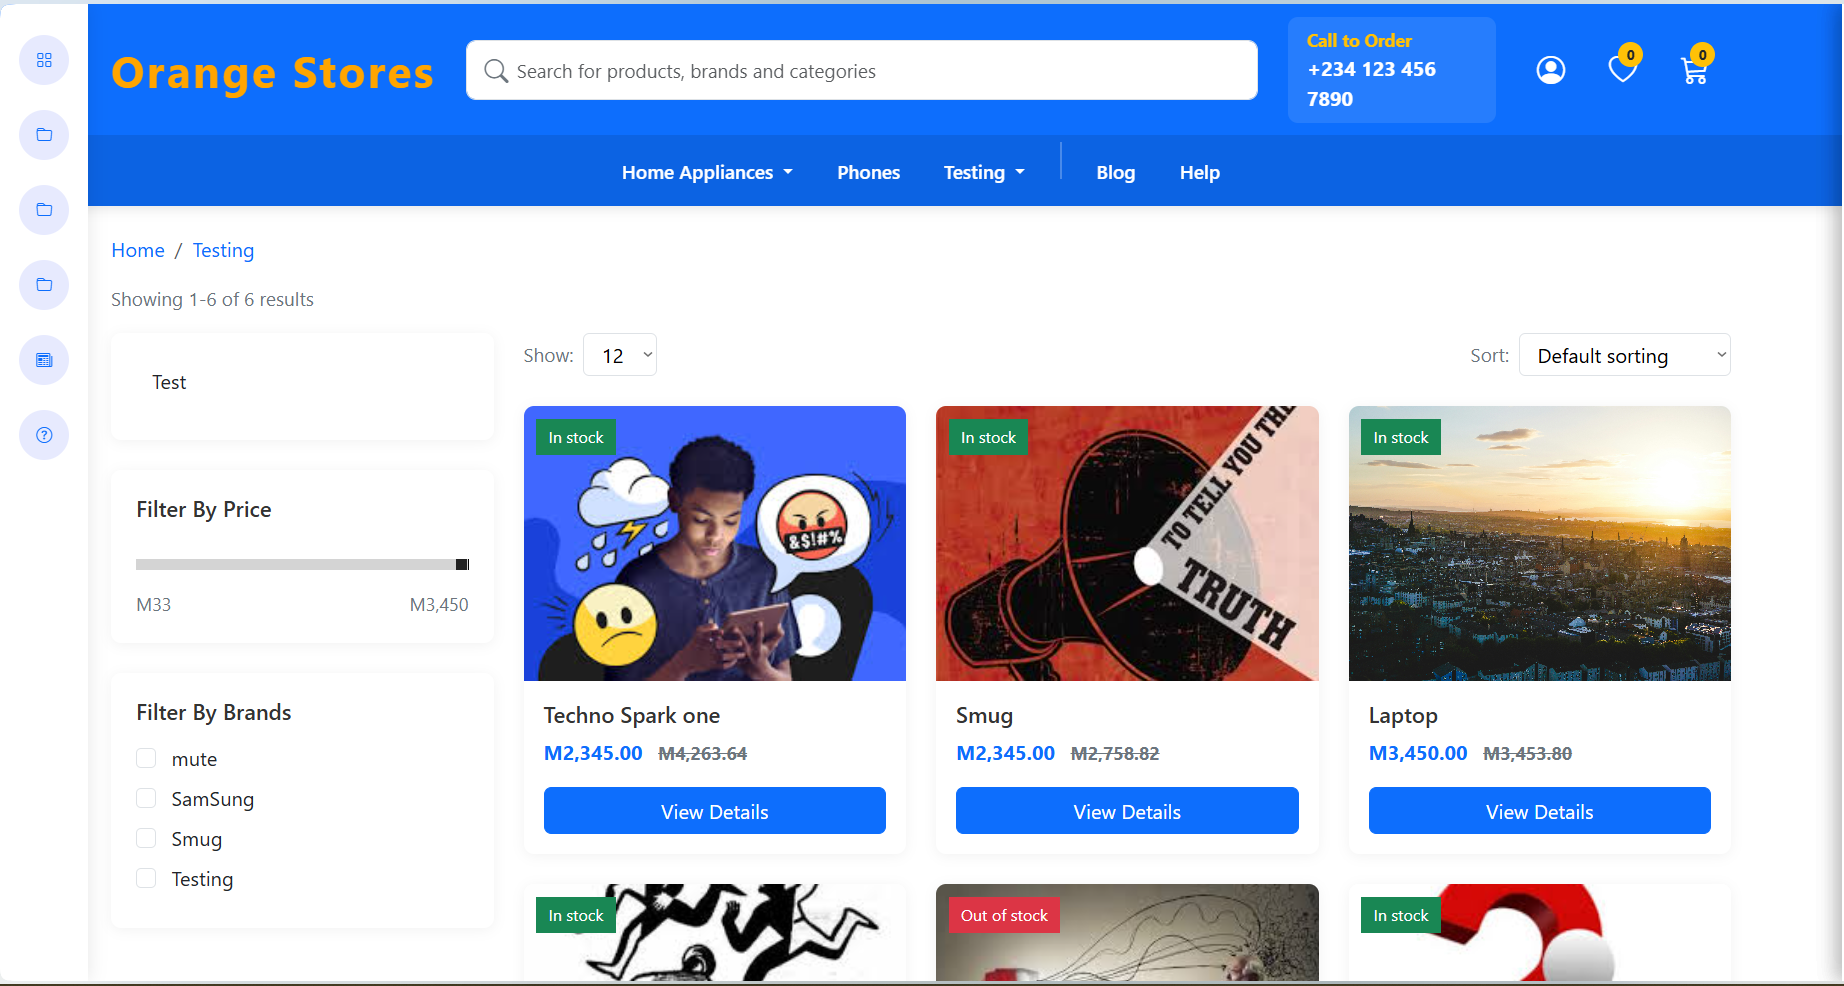 Orange Stores
Search for products, brands and categories
Call to Order
+234 123 456
7890
0
0
Home Appliances
Phones
Testing
Blog
Help
Home / Testing
Showing 1-6 of 6 results
Test
Filter By Price
M33
M3,450
Filter By Brands
mute
SamSung
Smug
Testing
Show: 12
Sort: Default sorting
In stock
&$!#%
Techno Spark one
M2,345.00 M4,263.64
View Details
In stock
TO TELL YOU THE
TRUTH
Smug
M2,345.00 M2,758.82
View Details
In stock
Laptop
M3,450.00 M3,453.80
View Details
In stock
Out of stock
In stock